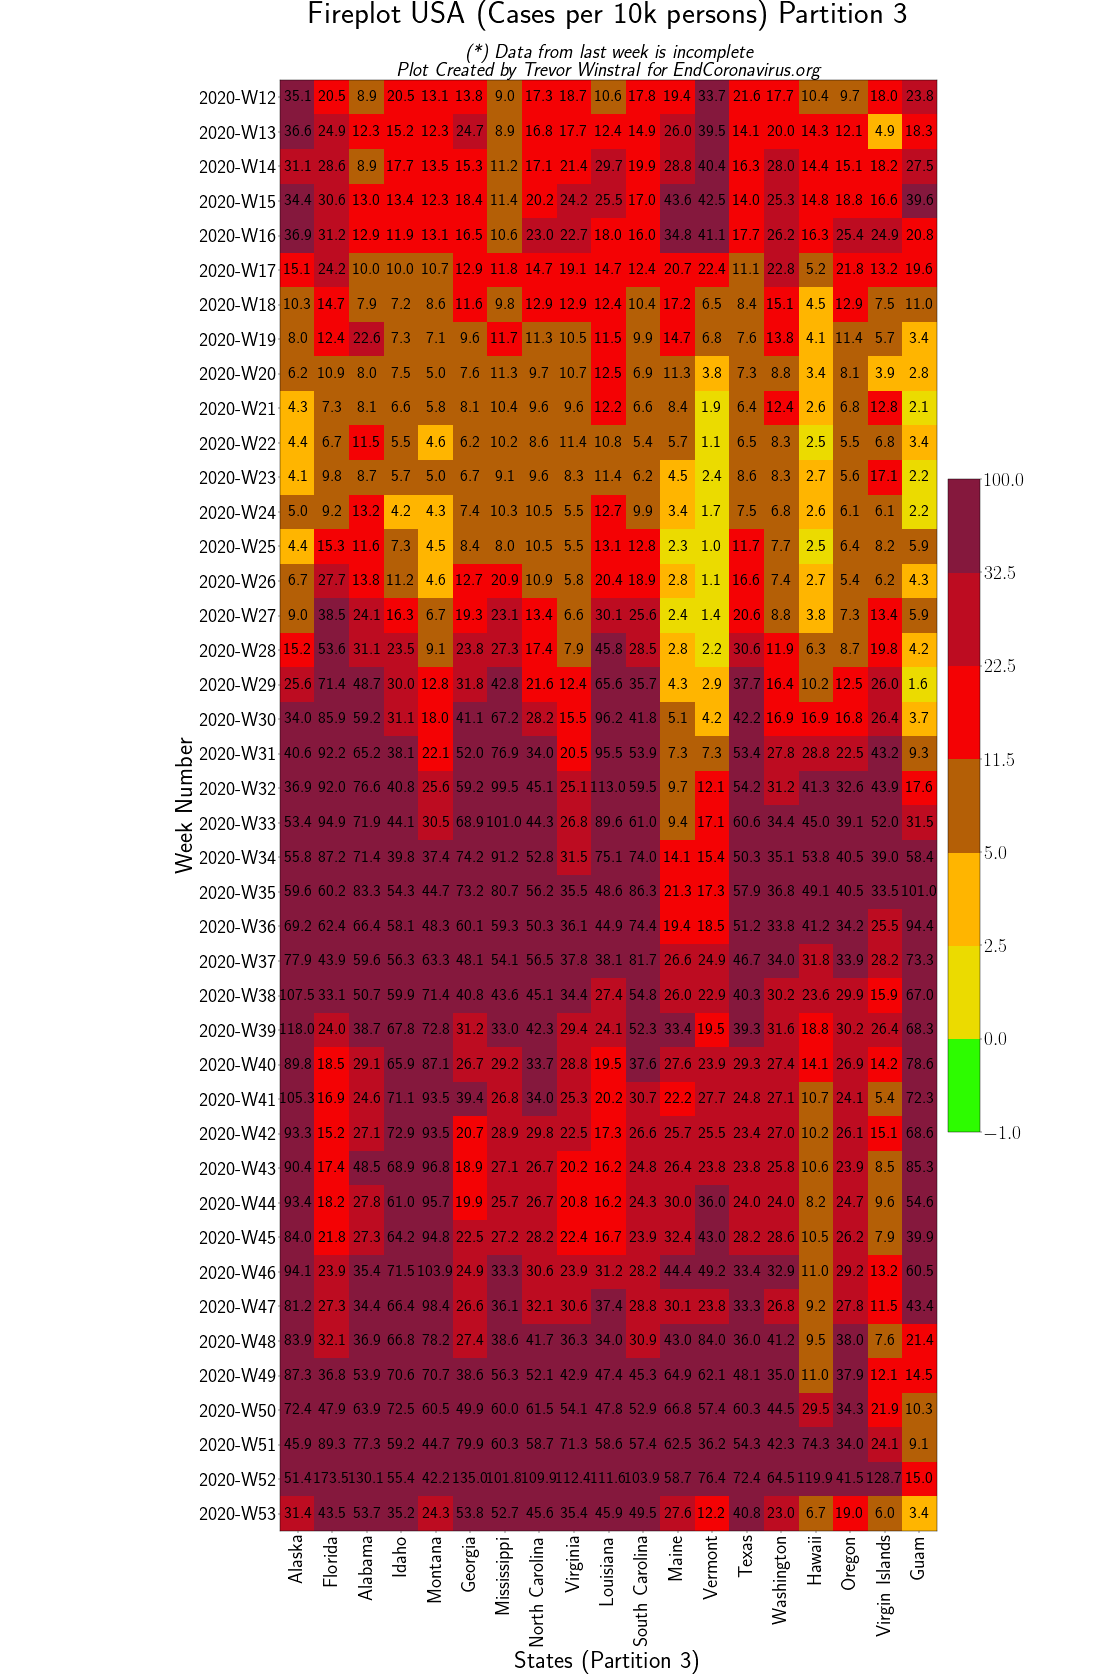 Fireplot USA (Cases per 10k persons) Partition 3
(*) Data from last week is incomplete
Plot Created by Trevor Winstral for EndCoronavirus.org
2020-W12 35.1 20.5 8.9 20.5 13.1 13.8 9.0 17.3 18.7 10.6 17.8 19.4 33.7 21.6 17.7 10.4 9.7 18.0 23.8
2020-W13 36.6 24.9 12.3 15.2 12.3 24.7 8.9 16.8 17.7 12.4 14.9 26.0 39.5 14.1 20.0 14.3 12.1 4.9 18.3
2020-W14 31.1 28.6 8.9 17.7 13.5 15.3 11.2 17.1 21.4 29.7 19.9 28.8 40.4 16.3 28.0 14.4 15.1 18.2 27.5
2020-W15 34.4 30.6 13.0 13.4 12.3 18.4 11.4 20.2 24.2 25.5 17.0 43.6 42.5 14.0 25.3 14.8 18.8 16.6 39.6
2020-W16 36.9 31.2 12.9 11.9 13.1 16.5 10.6 23.0 22.7 18.0 16.0 34.8 41.1 17.7 26.2 16.3 25.4 24.9 20.8
2020-W17 15.1 24.2 10.0 10.0 10.7 12.9 11.8 14.7 19.1 14.7 12.4 20.7 22.4 11.1 22.8 5.2 21.8 13.2 19.6
2020-W18 10.3 14.7 7.9 7.2 8.6 11.6 9.8 12.9 12.9 12.4 10.4 17.2 6.5 8.4 15.1 4.5 12.9 7.5 11.0
2020-W19 8.0 12.4 22.6 7.3 7.1 9.6 11.7 11.3 10.5 11.5 9.9 14.7 6.8 7.6 13.8 4.1 11.4 5.7 3.4
2020-W20 6.2 10.9 8.0 7.5 5.0 7.6 11.3 9.7 10.7 12.5 6.9 11.3 3.8 7.3 8.8 3.4 8.1 3.9 2.8
2020-W21 4.3 7.3 8.1 6.6 5.8 8.1 10.4 9.6 9.6 12.2 6.6 8.4 1.9 6.4 12.4 2.6 6.8 12.8 2.1
2020-W22 4.4 6.7 11.5 5.5 4.6 6.2 10.2 8.6 11.4 10.8 5.4 5.7 1.1 6.5 8.3 2.5 5.5 6.8 3.4
2020-W23 4.1 9.8 8.7 5.7 5.0 6.7 9.1 9.6 8.3 11.4 6.2 4.5 2.4 8.6 8.3 2.7 5.6 17.1 2.2
2020-W24 5.0 9.2 13.2 4.2 4.3 7.4 10.3 10.5 5.5 12.7 9.9 3.4 1.7 7.5 6.8 2.6 6.1 6.1 2.2
2020-W25 4.4 15.3 11.6 7.3 4.5 8.4 8.0 10.5 5.5 13.1 12.8 2.3 1.0 11.7 7.7 2.5 6.4 8.2 5.9
2020-W26 6.7 27.7 13.8 11.2 4.6 12.7 20.9 10.9 5.8 20.4 18.9 2.8 1.1 16.6 7.4 2.7 5.4 6.2 4.3
2020-W27 9.0 38.5 24.1 16.3 6.7 19.3 23.1 13.4 6.6 30.1 25.6 2.4 1.4 20.6 8.8 3.8 7.3 13.4 5.9
2020-W28 15.2 53.6 31.1 23.5 9.1 23.8 27.3 17.4 7.9 45.8 28.5 2.8 2.2 30.6 11.9 6.3 8.7 19.8 4.2
2020-W29 25.6 71.4 48.7 30.0 12.8 31.8 42.8 21.6 12.4 65.6 35.7 4.3 2.9 37.7 16.4 10.2 12.5 26.0 1.6
2020-W30 34.0 85.9 59.2 31.1 18.0 41.1 67.2 28.2 15.5 96.2 41.8 5.1 4.2 42.2 16.9 16.9 16.8 26.4 3.7
2020-W31 40.6 92.2 65.2 38.1 22.1 52.0 76.9 34.0 20.5 95.5 53.9 7.3 7.3 53.4 27.8 28.8 22.5 43.2 9.3
2020-W32 36.9 92.0 76.6 40.8 25.6 59.2 99.5 45.1 25.1 113.0 59.5 9.7 12.1 54.2 31.2 41.3 32.6 43.9 17.6
2020-W33 53.4 94.9 71.9 44.1 30.5 68.9 101.0 44.3 26.8 89.6 61.0 9.4 17.1 60.6 34.4 45.0 39.1 52.0 31.5
2020-W34 55.8 87.2 71.4 39.8 37.4 74.2 91.2 52.8 31.5 75.1 74.0 14.1 15.4 50.3 35.1 53.8 40.5 39.0 58.4
2020-W35 59.6 60.2 83.3 54.3 44.7 73.2 80.7 56.2 35.5 48.6 86.3 21.3 17.3 57.9 36.8 49.1 40.5 33.5 101.0
2020-W36 69.2 62.4 66.4 58.1 48.3 60.1 59.3 50.3 36.1 44.9 74.4 19.4 18.5 51.2 33.8 41.2 34.2 25.5 94.4
2020-W37 77.9 43.9 59.6 56.3 63.3 48.1 54.1 56.5 37.8 38.1 81.7 26.6 24.9 46.7 34.0 31.8 33.9 28.2 73.3
2020-W38 107.5 33.1 50.7 59.9 71.4 40.8 43.6 45.1 34.4 27.4 54.8 26.0 22.9 40.3 30.2 23.6 29.9 15.9 67.0
2020-W39 118.0 24.0 38.7 67.8 72.8 31.2 33.0 42.3 29.4 24.1 52.3 33.4 19.5 39.3 31.6 18.8 30.2 26.4 68.3
2020-W40 89.8 18.5 29.1 65.9 87.1 26.7 29.2 33.7 28.8 19.5 37.6 27.6 23.9 29.3 27.4 14.1 26.9 14.2 78.6
2020-W41 105.3 16.9 24.6 71.1 93.5 39.4 26.8 34.0 25.3 20.2 30.7 22.2 27.7 24.8 27.1 10.7 24.1 5.4 72.3
2020-W42 93.3 15.2 27.1 72.9 93.5 20.7 28.9 29.8 22.5 17.3 26.6 25.7 25.5 23.4 27.0 10.2 26.1 15.1 68.6
2020-W43 90.4 17.4 48.5 68.9 96.8 18.9 27.1 26.7 20.2 16.2 24.8 26.4 23.8 23.8 25.8 10.6 23.9 8.5 85.3
2020-W44 93.4 18.2 27.8 61.0 95.7 19.9 25.7 26.7 20.8 16.2 24.3 30.0 36.0 24.0 24.0 8.2 24.7 9.6 54.6
2020-W45 84.0 21.8 27.3 64.2 94.8 22.5 27.2 28.2 22.4 16.7 23.9 32.4 43.0 28.2 28.6 10.5 26.2 7.9 39.9
2020-W46 94.1 23.9 35.4 71.5 103.9 24.9 33.3 30.6 23.9 31.2 28.2 44.4 49.2 33.4 32.9 11.0 29.2 13.2 60.5
2020-W47 81.2 27.3 34.4 66.4 98.4 26.6 36.1 32.1 30.6 37.4 28.8 30.1 23.8 33.3 26.8 9.2 27.8 11.5 43.4
2020-W48 83.9 32.1 36.9 66.8 78.2 27.4 38.6 41.7 36.3 34.0 30.9 43.0 84.0 36.0 41.2 9.5 38.0 7.6 21.4
2020-W49 87.3 36.8 53.9 70.6 70.7 38.6 56.3 52.1 42.9 47.4 45.3 64.9 62.1 48.1 35.0 11.0 37.9 12.1 14.5
2020-W50 72.4 47.9 63.9 72.5 60.5 49.9 60.0 61.5 54.1 47.8 52.9 66.8 57.4 60.3 44.5 29.5 34.3 21.9 10.3
2020-W51 45.9 89.3 77.3 59.2 44.7 79.9 60.3 58.7 71.3 58.6 57.4 62.5 36.2 54.3 42.3 74.3 34.0 24.1 9.1
2020-W52 51.4 173.5 130.1 55.4 42.2 135.0 101.8 109.9 112.4 111.6 103.9 58.7 76.4 72.4 64.5 119.9 41.5 128.7 15.0
2020-W53 31.4 43.5 53.7 35.2 24.3 53.8 52.7 45.6 35.4 45.9 49.5 27.6 12.2 40.8 23.0 6.7 19.0 6.0 3.4
Week Number
Alaska
Florida
Alabama
Idaho
Montana
Georgia
Mississippi
North Carolina
Virginia
Louisiana
South Carolina
Maine
Vermont
Texas
Washington
Hawaii
Oregon
Virgin Islands
Guam
States (Partition 3)
100.0
32.5
22.5
11.5
5.0
2.5
0.0
−1.0